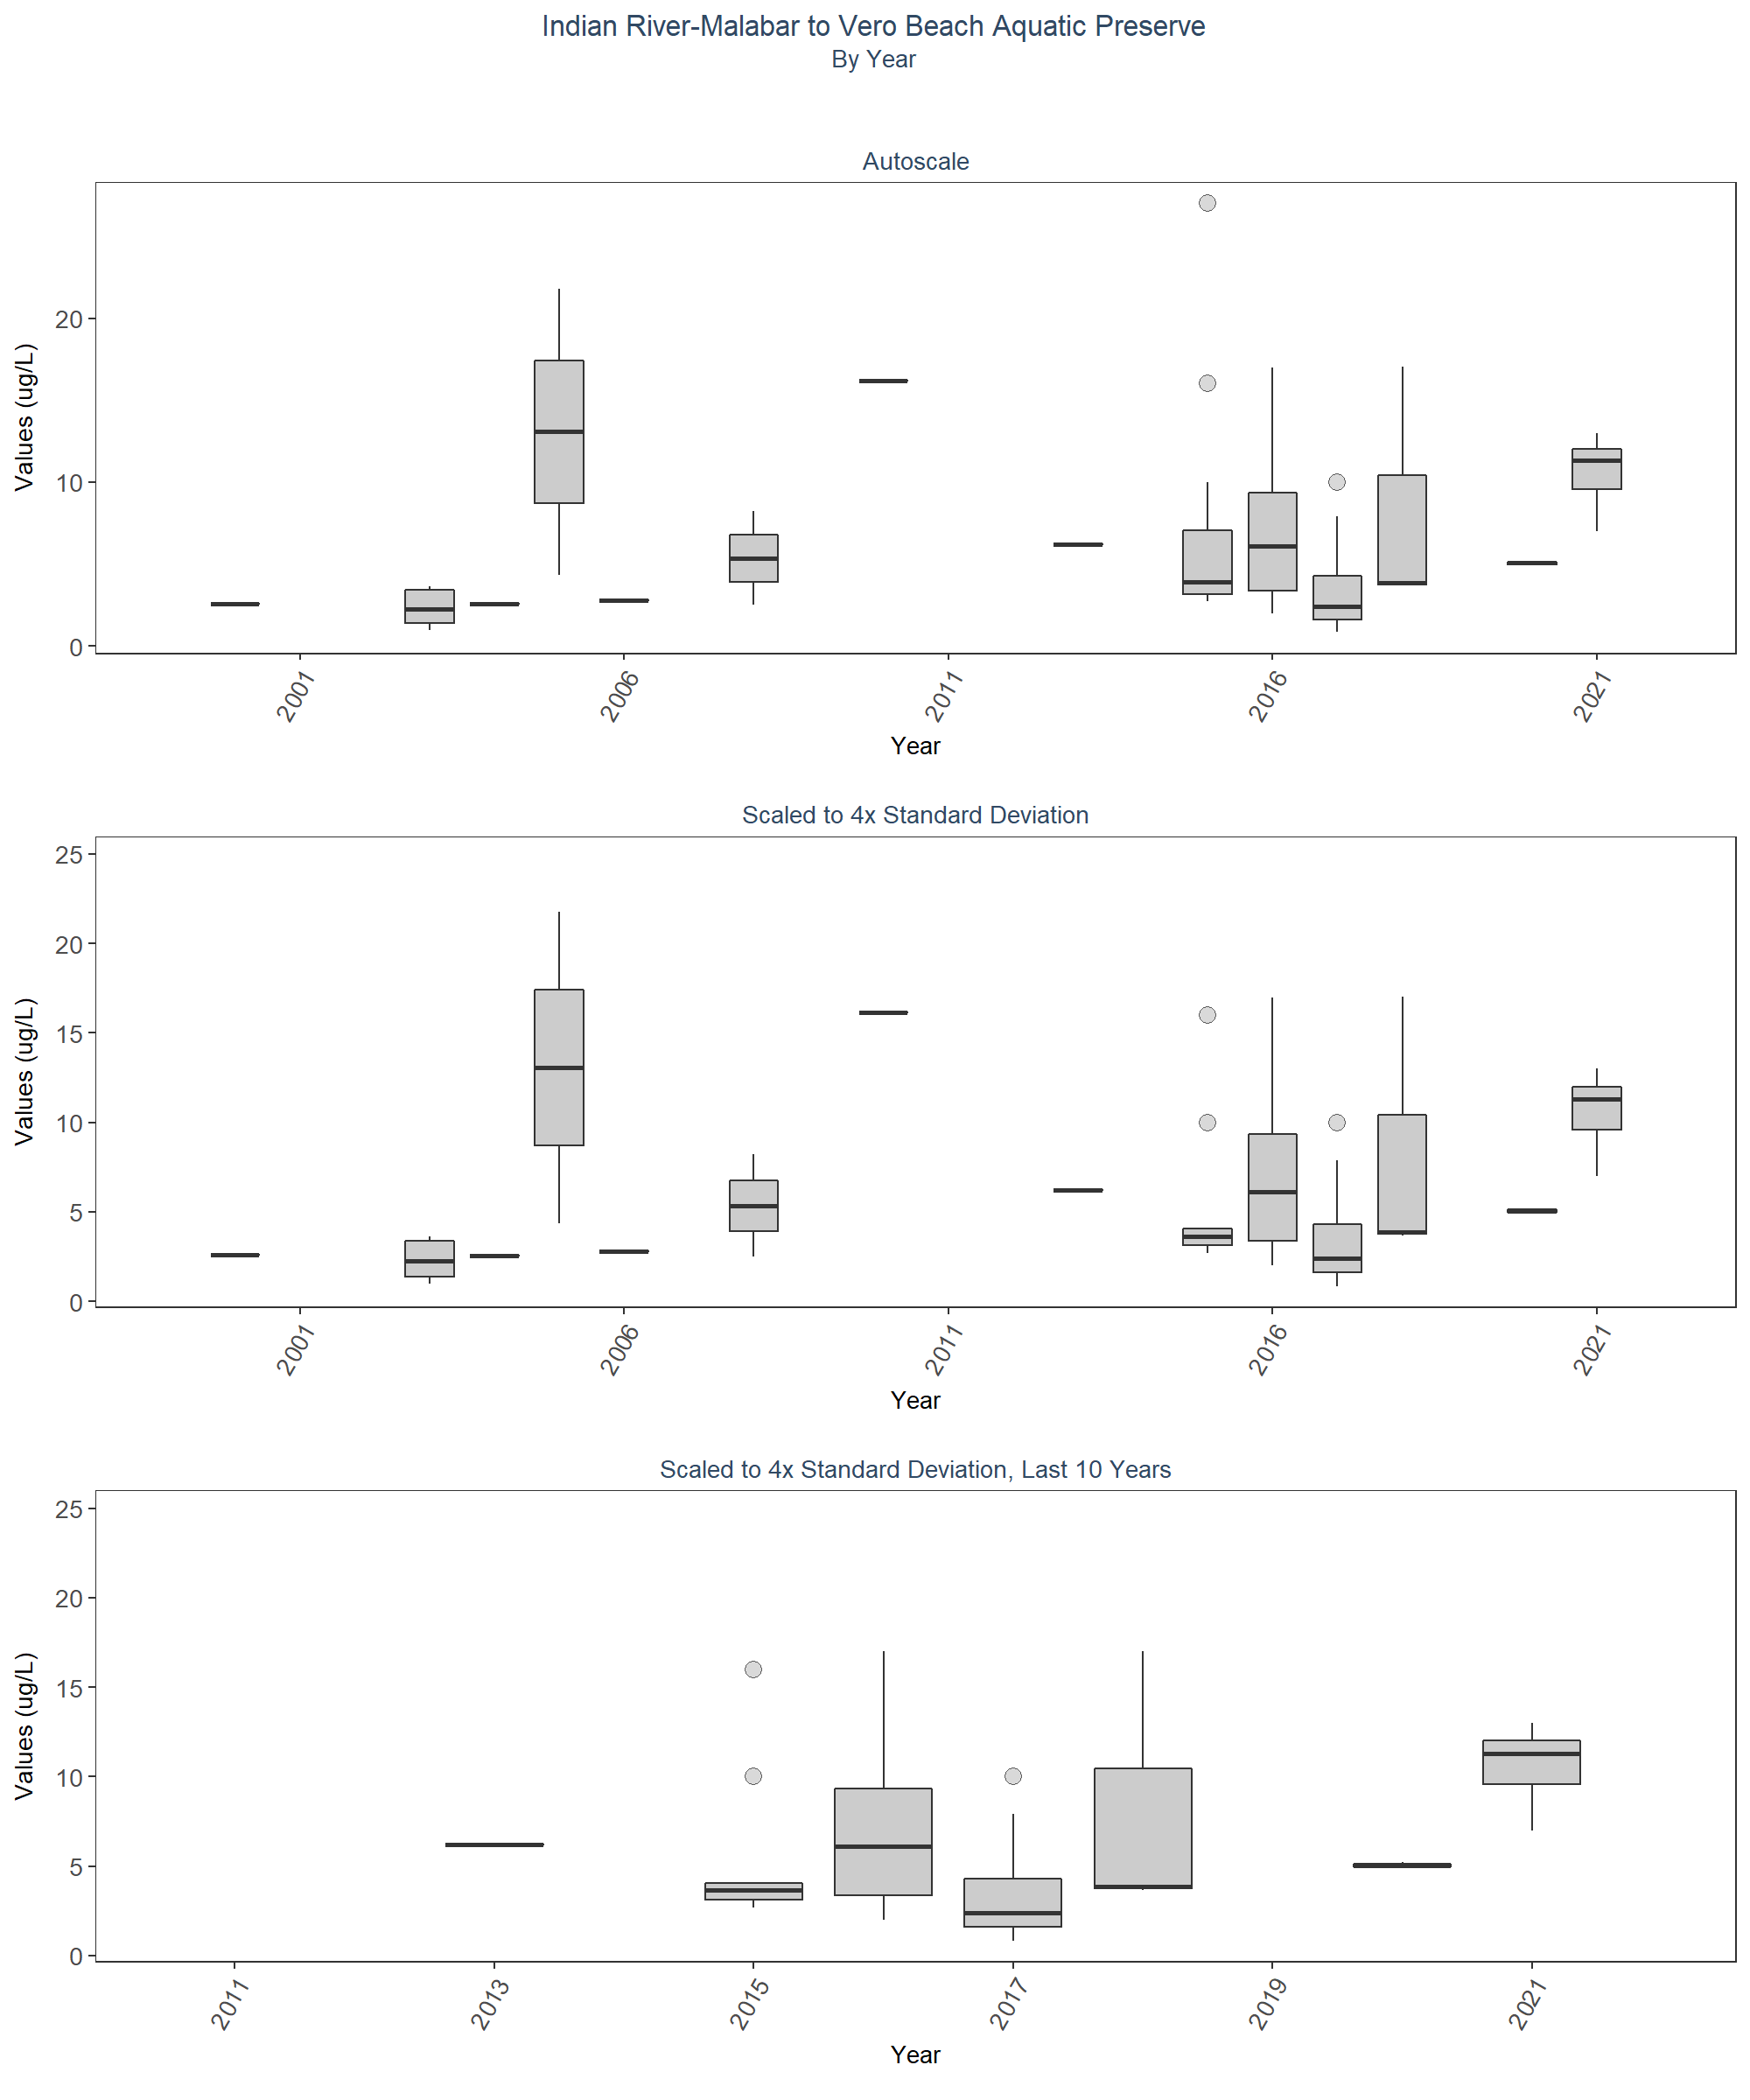 Indian River-Malabar to Vero Beach Aquatic Preserve
By Year
Autoscale
Values (ug/L)
20
10
0
2001
2006
2011
2016
2021
Year
Scaled to 4x Standard Deviation
Values (ug/L)
25
20
15
10
5
0
2001
2006
2011
2016
2021
Year
Scaled to 4x Standard Deviation, Last 10 Years
Values (ug/L)
25
20
15
10
5
0
2011
2013
2015
2017
2019
2021
Year